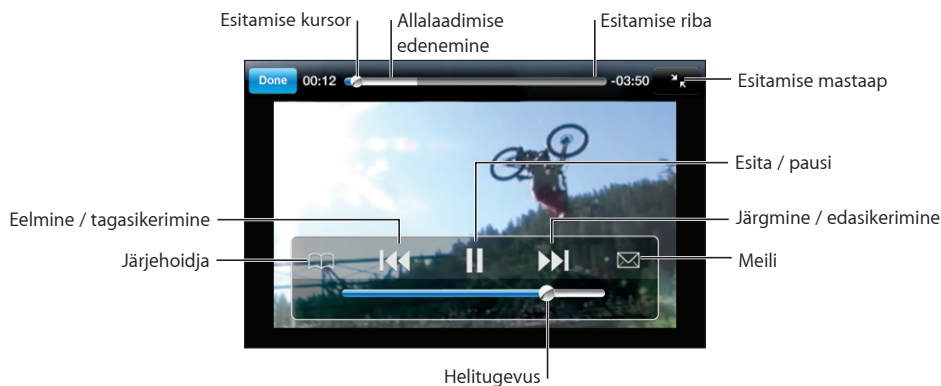 Esitamise kursor
Allalaadimise
edenemine
Esitamise riba
Done 00:12 -03:50
Esitamise mastaap
Esita / pausi
Eelmine / tagasikerimine
Järgmine / edasikerimine
Järjehoidja
Meili
Helitugevus